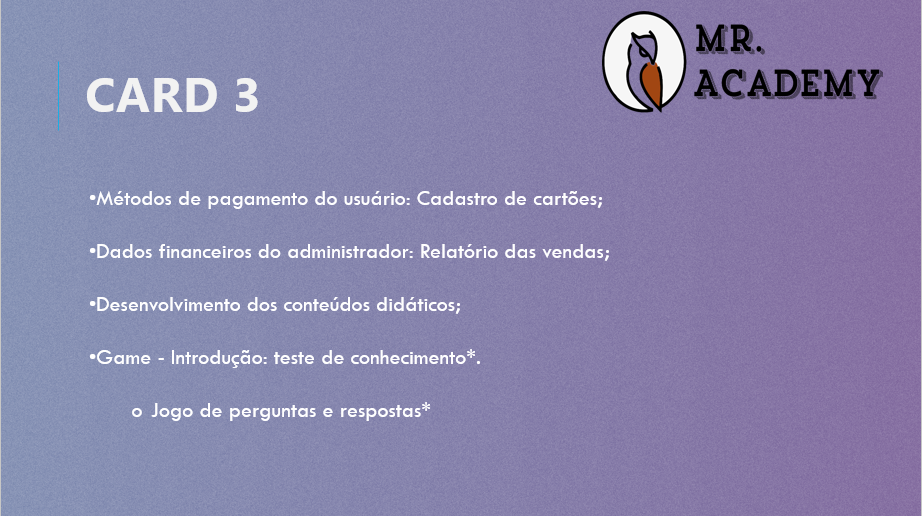 MR.
ACADEMY
CARD 3
•Métodos de pagamento do usuário: Cadastro de cartões;
•Dados financeiros do administrador: Relatório das vendas;
•Desenvolvimento dos conteúdos didáticos;
•Game - Introdução: teste de conhecimento*.
o Jogo de perguntas e respostas*